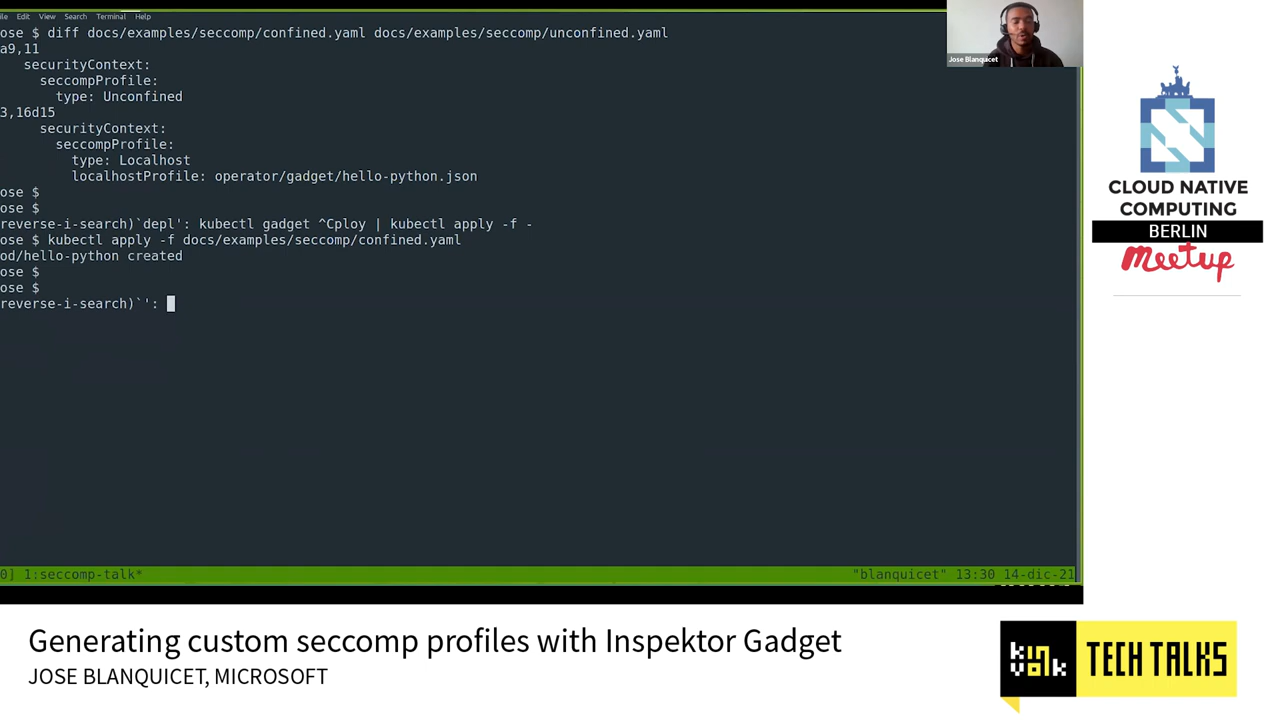 ile Edit View Search Terminal Help
ose $ diff docs/examples/seccomp/confined.yaml docs/examples/seccomp/unconfined.yaml
a9,11
securityContext:
seccompProfile:
type: Unconfined
3,16d15
securityContext:
seccompProfile:
type: Localhost
localhostProfile: operator/gadget/hello-python.json
ose $
ose $
reverse-i-search)`depl': kubectl gadget ^Cploy | kubectl apply -f -
ose $ kubectl apply -f docs/examples/seccomp/confined.yaml
od/hello-python created
ose $
ose $
reverse-i-search)`':
0] 1:seccomp-talk* "blanquicet" 13:30 14-dic-21
Jose Blanquicet
CLOUD NATIVE
COMPUTING
BERLIN
Meetup
Generating custom seccomp profiles with Inspektor Gadget
JOSE BLANQUICET, MICROSOFT
kinvolk TECH TALKS